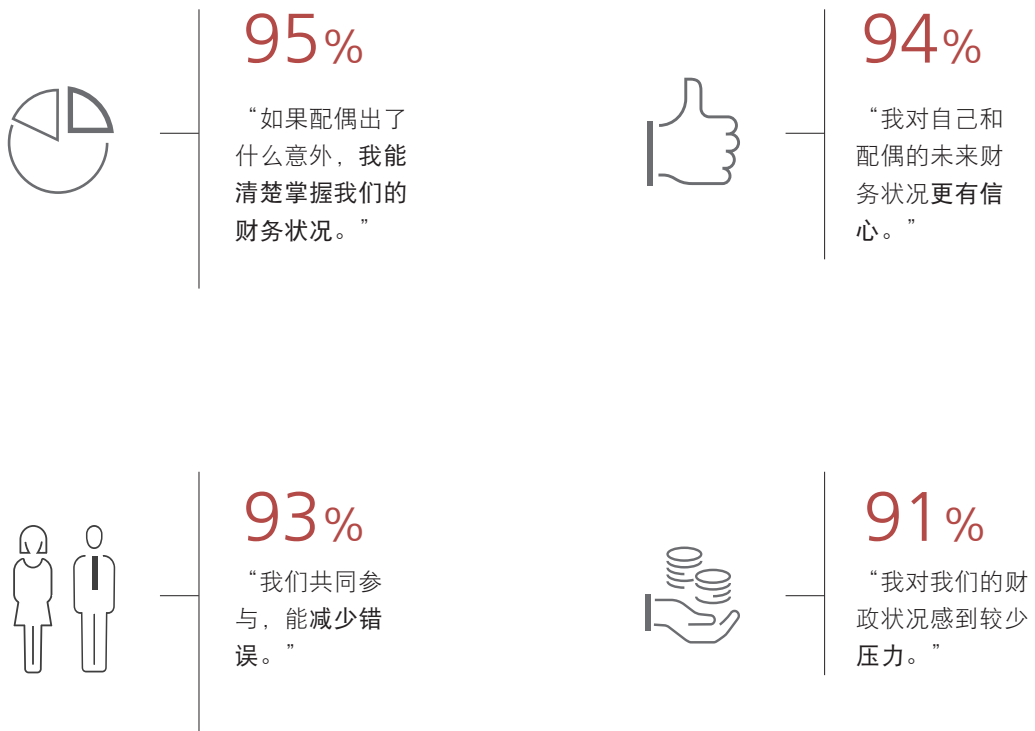 95%
“如果配偶出了
什么意外，我能
清楚掌握我们的
财务状况。”
94%
“我对自己和
配偶的未来财
务状况更有信
心。”
93%
“我们共同参
与，能减少错
误。”
91%
“我对我们的财
政状况感到较少
压力。”